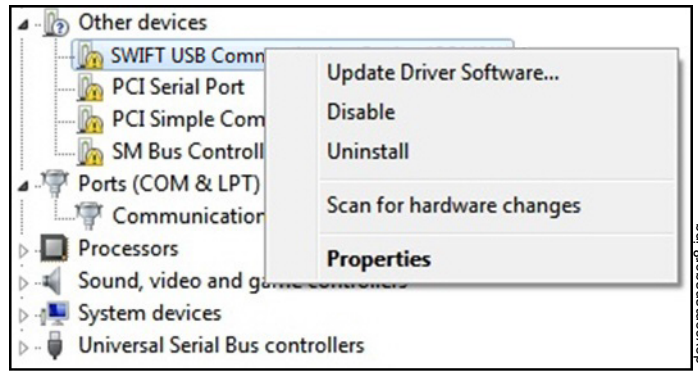 Other devices
SWIFT USB Comm
PCI Serial Port
PCI Simple Com
SM Bus Controll
Ports (COM & LPT)
Communication
Processors
Sound, video and game controllers
System devices
Universal Serial Bus controllers
Update Driver Software...
Disable
Uninstall
Scan for hardware changes
Properties